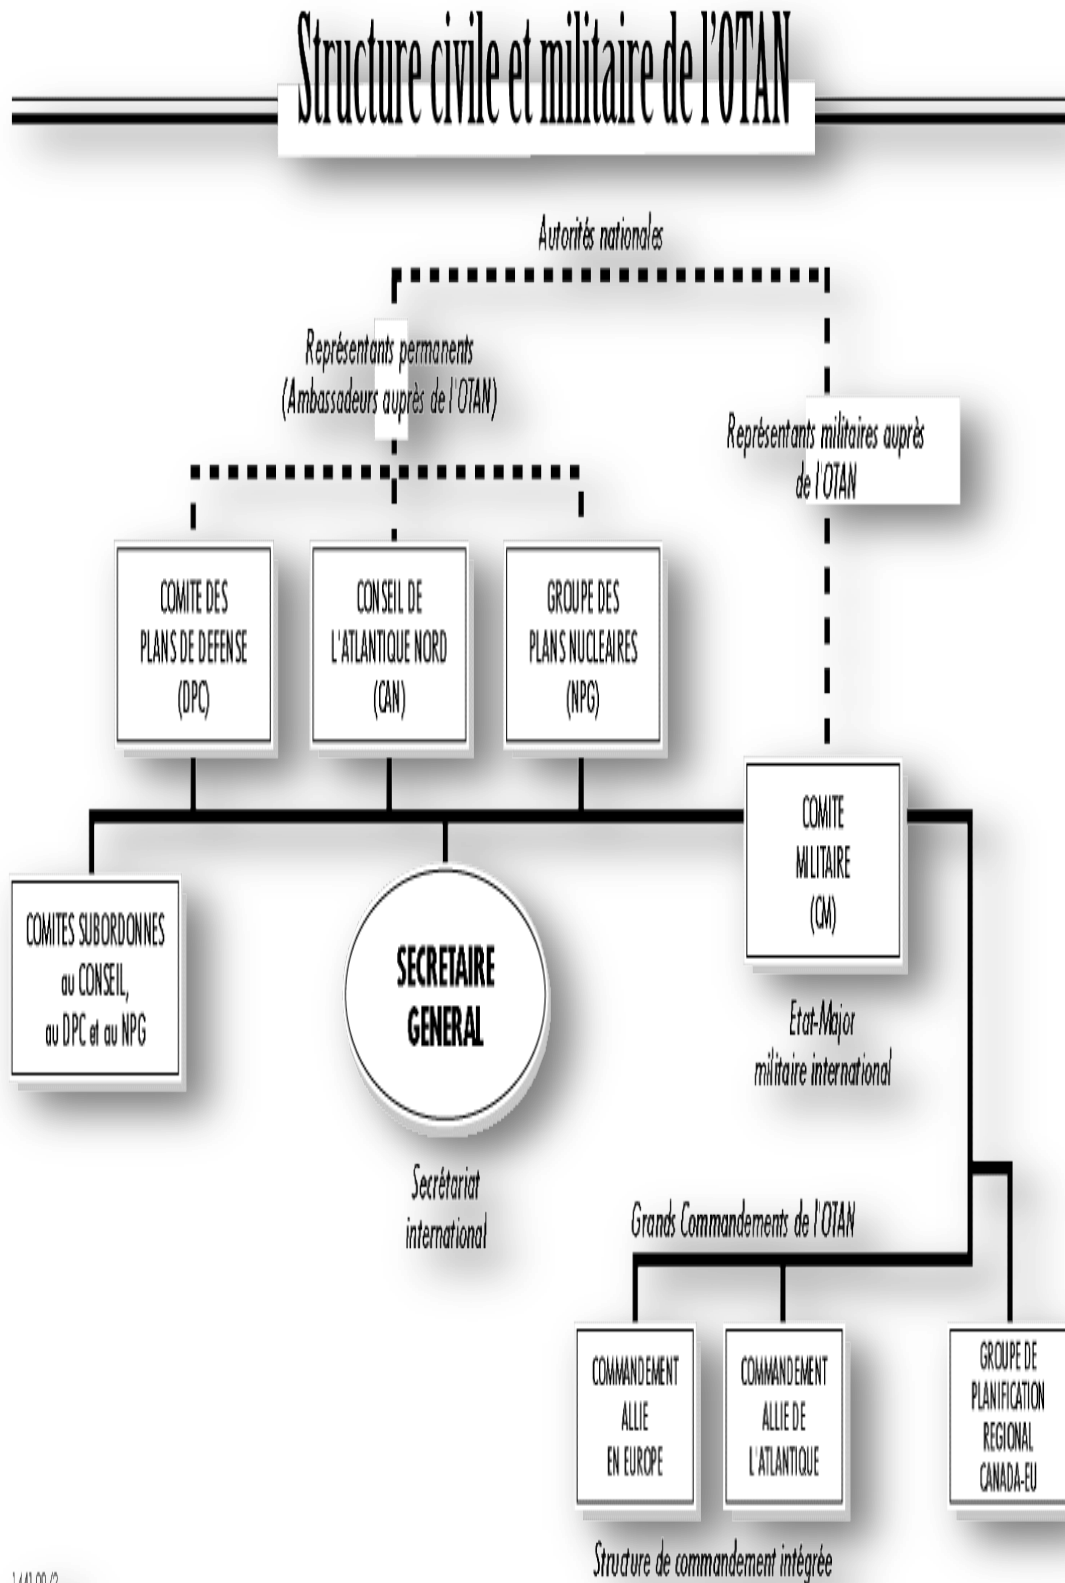 Structure civile et militaire de l'OTAN
Autorités nationales
Représentants permanents
(Ambassadeurs auprès de l'OTAN)
Représentants militaires auprès
de l'OTAN
COMITE DES
PLANS DE DEFENSE
(DPC)
CONSEIL DE
L'ATLANTIQUE NORD
(CAN)
GROUPE DES
PLANS NUCLEAIRES
(NPG)
COMITE
MILITAIRE
(CM)
COMITES SUBORDONNES
au CONSEIL,
au DPC et au NPG
SECRETAIRE
GENERAL
Etat-Major
militaire international
Secrétariat
international
Grands Commandements de l'OTAN
COMMANDEMENT
ALLIE
EN EUROPE
COMMANDEMENT
ALLIE DE
L'ATLANTIQUE
GROUPE DE
PLANIFICATION
REGIONAL
CANADA-EU
Structure de commandement intégrée